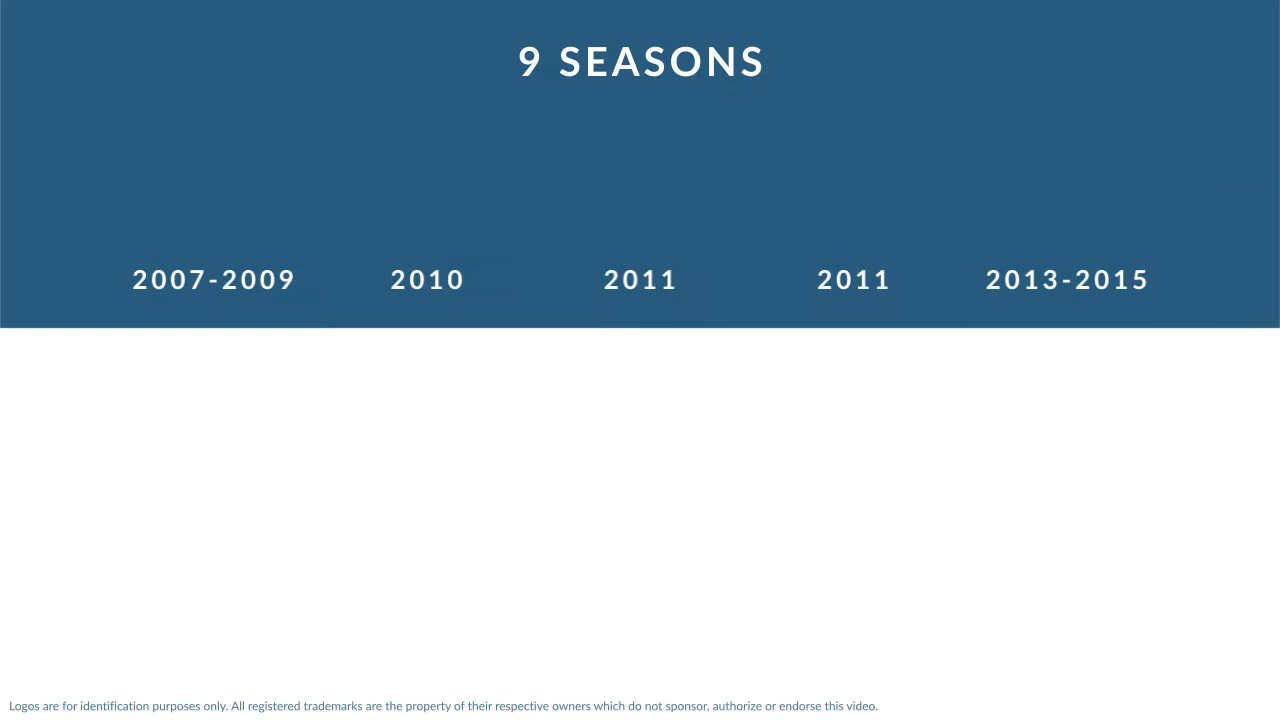 9 SEASONS
2007-2009 2010 2011 2011 2013-2015
Logos are for identification purposes only. All registered trademarks are the property of their respective owners which do not sponsor, authorize or endorse this video.